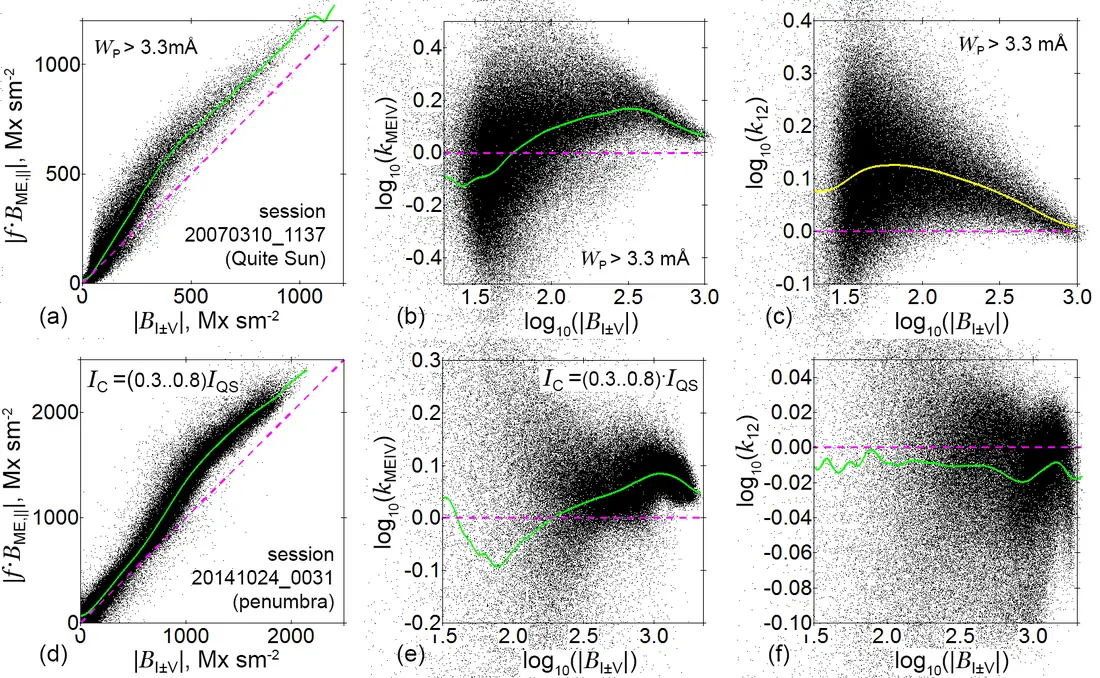 W_P > 3.3mÅ
|f·B_ME,|||, Mx sm⁻²
1000
500
0
session
20070310_1137
(Quite Sun)
0 500 1000
(a) |B_I±V|, Mx sm⁻²
log₁₀(k_MEIV)
0.4
0.2
0.0
-0.2
-0.4
W_P > 3.3 mÅ
1.5 2.0 2.5 3.0
(b) log₁₀(|B_I±V|)
W_P > 3.3 mÅ
log₁₀(k₁₂)
0.4
0.3
0.2
0.1
0.0
-0.1
1.5 2.0 2.5 3.0
(c) log₁₀(|B_I±V|)
I_C =(0.3..0.8)I_QS
|f·B_ME,|||, Mx sm⁻²
2000
1000
0
session
20141024_0031
(penumbra)
0 1000 2000
(d) |B_I±V|, Mx sm⁻²
I_C =(0.3..0.8)·I_QS
log₁₀(k_MEIV)
0.3
0.2
0.1
0.0
-0.1
-0.2
1.5 2.0 2.5 3.0
(e) log₁₀(|B_I±V|)
log₁₀(k₁₂)
0.04
0.02
0.00
-0.02
-0.04
-0.06
-0.08
-0.10
1.5 2.0 2.5 3.0
(f) log₁₀(|B_I±V|)